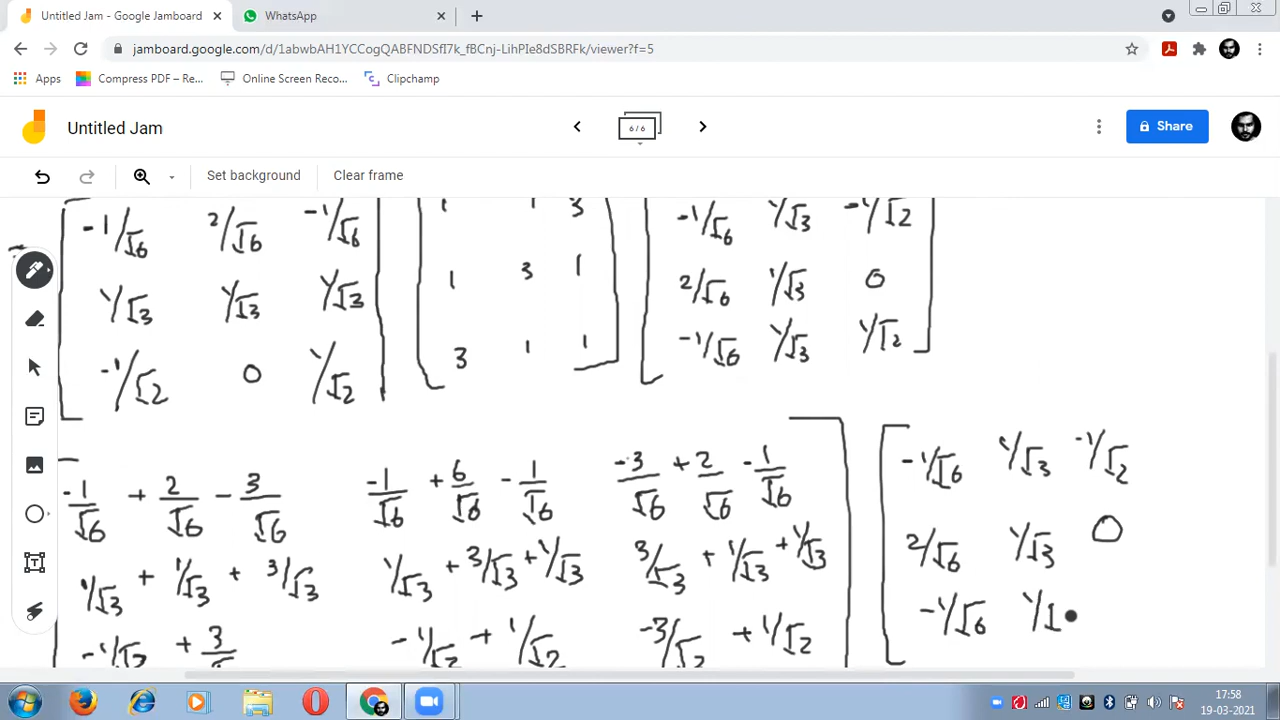 Untitled Jam - Google Jamboard
WhatsApp
jamboard.google.com/d/1abwbAH1YCCogQABFNDSfI7k_fBCnj-LihPIe8dSBRFk/viewer?f=5
Apps Compress PDF – Re... Online Screen Reco... Clipchamp
Untitled Jam
6 / 6
Share
Set background Clear frame
-1/√6 2/√6 -1/√6 1 1 3 -1/√6 1/√3 -1/√2
1/√3 1/√3 1/√3 1 3 1 2/√6 1/√3 0
-1/√2 0 1/√2 3 1 1 -1/√6 1/√3 1/√2
-1/√6 + 2/√6 - 3/√6 -1/√6 + 6/√6 - 1/√6 -3/√6 + 2/√6 - 1/√6 -1/√6 1/√3 -1/√2
1/√3 + 1/√3 + 3/√3 1/√3 + 3/√3 + 1/√3 3/√3 + 1/√3 + 1/√3 2/√6 1/√3 0
-1/√2 + 3/√ -1/√2 + 1/√2 -3/√2 + 1/√2 -1/√6 1/√
17:58
19-03-2021